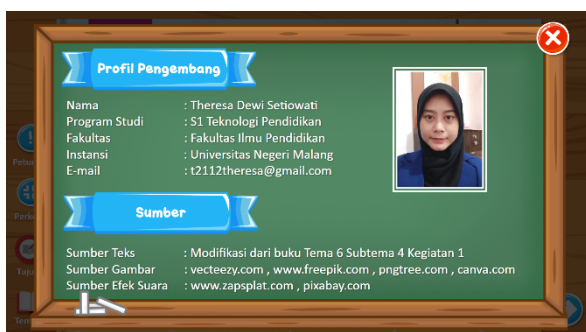 Profil Pengembang
Nama : Theresa Dewi Setiowati
Program Studi : S1 Teknologi Pendidikan
Fakultas : Fakultas Ilmu Pendidikan
Instansi : Universitas Negeri Malang
E-mail : t2112theresa@gmail.com
Sumber
Sumber Teks : Modifikasi dari buku Tema 6 Subtema 4 Kegiatan 1
Sumber Gambar : vecteezy.com , www.freepik.com , pngtree.com , canva.com
Sumber Efek Suara : www.zapsplat.com , pixabay.com